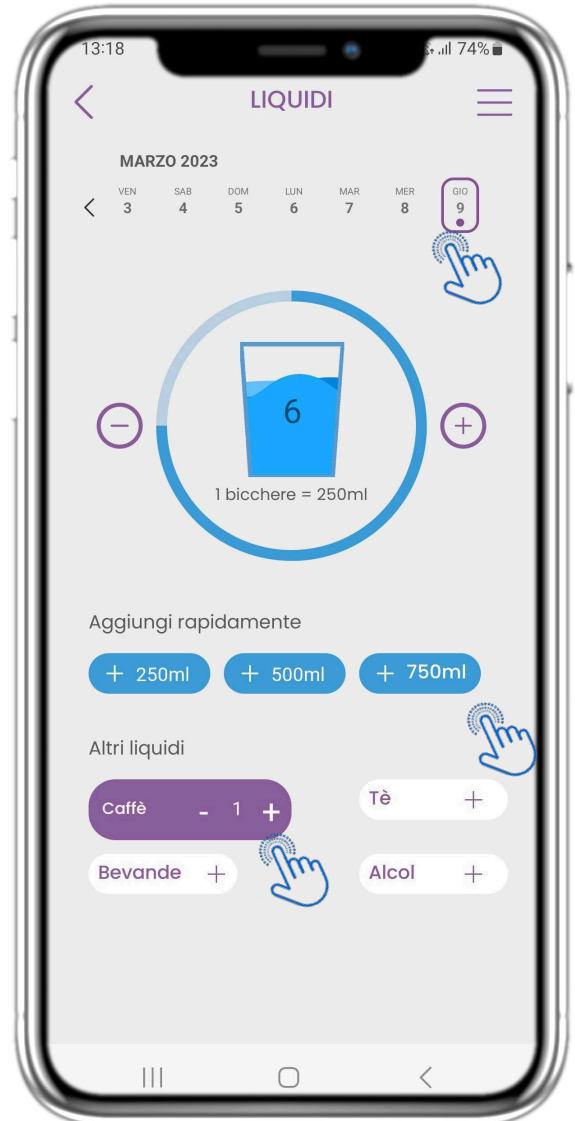 13:18 74%
LIQUIDI
MARZO 2023
VEN SAB DOM LUN MAR MER GIO
3 4 5 6 7 8 9
6
1 bicchere = 250ml
Aggiungi rapidamente
+ 250ml + 500ml + 750ml
Altri liquidi
Caffè - 1 + Tè +
Bevande + Alcol +